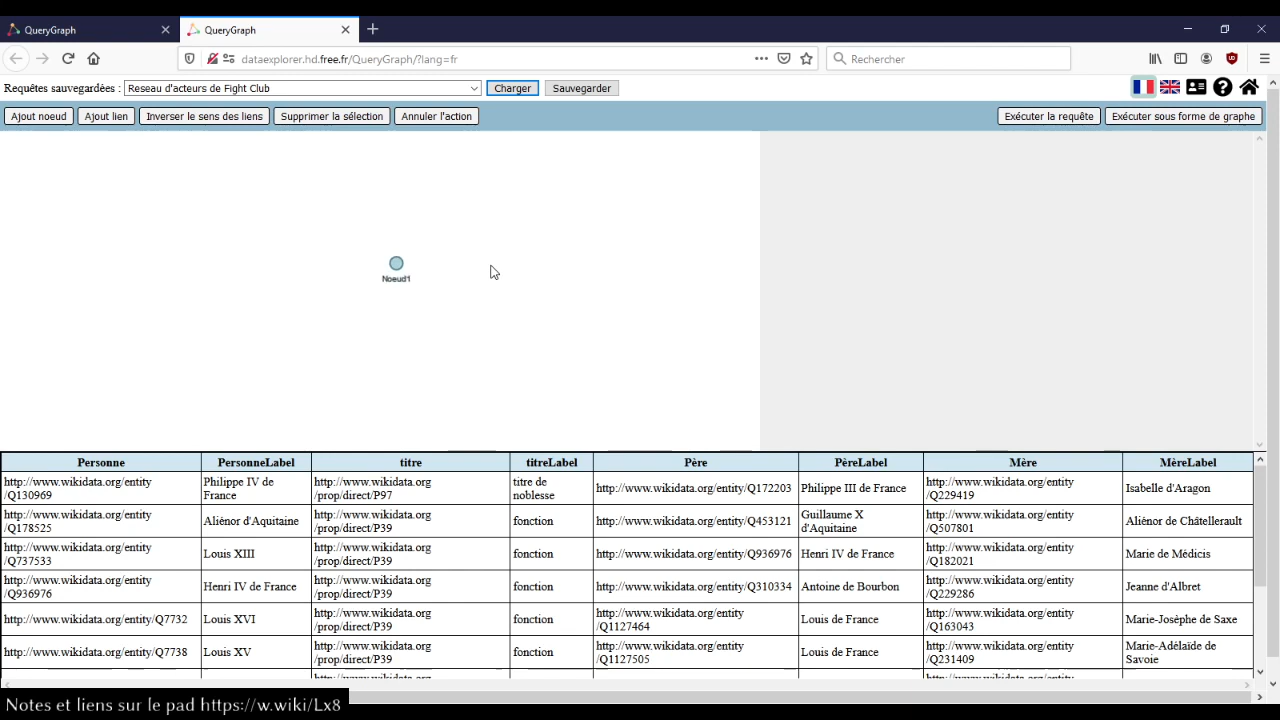 QueryGraph
QueryGraph
dataexplorer.hd.free.fr/QueryGraph/?lang=fr
Rechercher
Requêtes sauvegardées : Reseau d'acteurs de Fight Club Charger Sauvegarder
Ajout noeud Ajout lien Inverser le sens des liens Supprimer la sélection Annuler l'action Exécuter la requête Exécuter sous forme de graphe
Noeud1
Personne PersonneLabel titre titreLabel Père PèreLabel Mère MèreLabel
http://www.wikidata.org/entity
/Q130969
Philippe IV de
France
http://www.wikidata.org
/prop/direct/P97
titre de
noblesse
http://www.wikidata.org/entity/Q172203
Philippe III de France
http://www.wikidata.org/entity
/Q229419
Isabelle d'Aragon
http://www.wikidata.org/entity
/Q178525
Aliénor d'Aquitaine
http://www.wikidata.org
/prop/direct/P39
fonction
http://www.wikidata.org/entity/Q453121
Guillaume X
d'Aquitaine
http://www.wikidata.org/entity
/Q507801
Aliénor de Châtellerault
http://www.wikidata.org/entity
/Q737533
Louis XIII
http://www.wikidata.org
/prop/direct/P39
fonction
http://www.wikidata.org/entity/Q936976
Henri IV de France
http://www.wikidata.org/entity
/Q182021
Marie de Médicis
http://www.wikidata.org/entity
/Q936976
Henri IV de France
http://www.wikidata.org
/prop/direct/P39
fonction
http://www.wikidata.org/entity/Q310334
Antoine de Bourbon
http://www.wikidata.org/entity
/Q229286
Jeanne d'Albret
http://www.wikidata.org/entity/Q7732
Louis XVI
http://www.wikidata.org
/prop/direct/P39
fonction
http://www.wikidata.org/entity
/Q1127464
Louis de France
http://www.wikidata.org/entity
/Q163043
Marie-Josèphe de Saxe
http://www.wikidata.org/entity/Q7738
Louis XV
http://www.wikidata.org
/prop/direct/P39
fonction
http://www.wikidata.org/entity
/Q1127505
Louis de France
http://www.wikidata.org/entity
/Q231409
Marie-Adélaïde de
Savoie
Notes et liens sur le pad https://w.wiki/Lx8